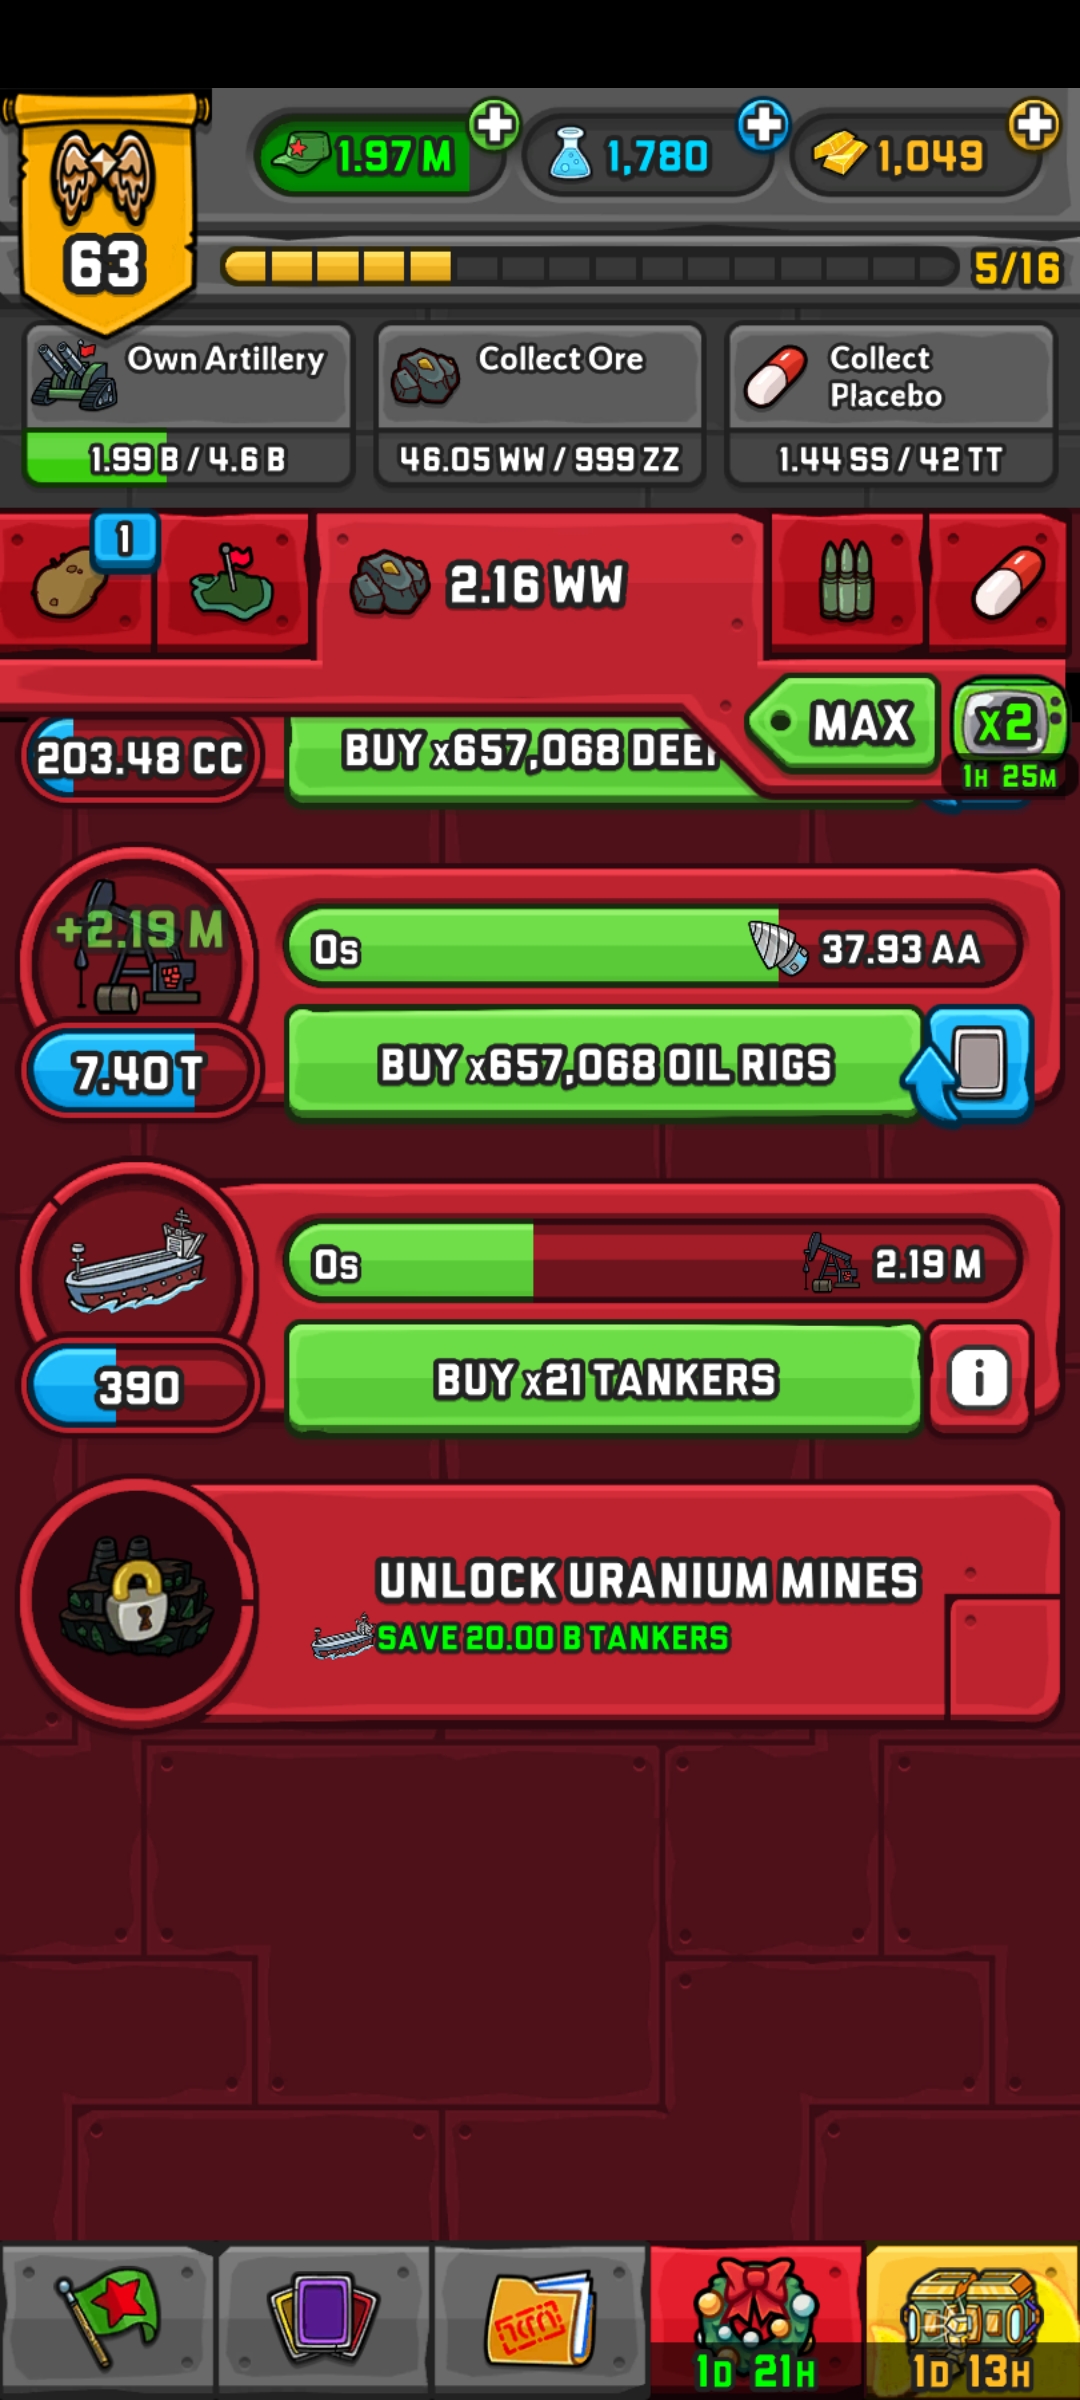 1.97 M
1,780
1,049
63
5/16
Own Artillery
1.99 B / 4.6 B
Collect Ore
46.05 WW / 999 ZZ
Collect
Placebo
1.44 SS / 42 TT
1
2.16 WW
MAX
x2
1H 25M
203.48 CC
BUY x657,068
+2.19 M
0s
37.93 AA
7.40 T
BUY x657,068 OIL RIGS
0s
2.19 M
390
BUY x21 TANKERS
i
UNLOCK URANIUM MINES
SAVE 20.00 B TANKERS
1D 21H
1D 13H